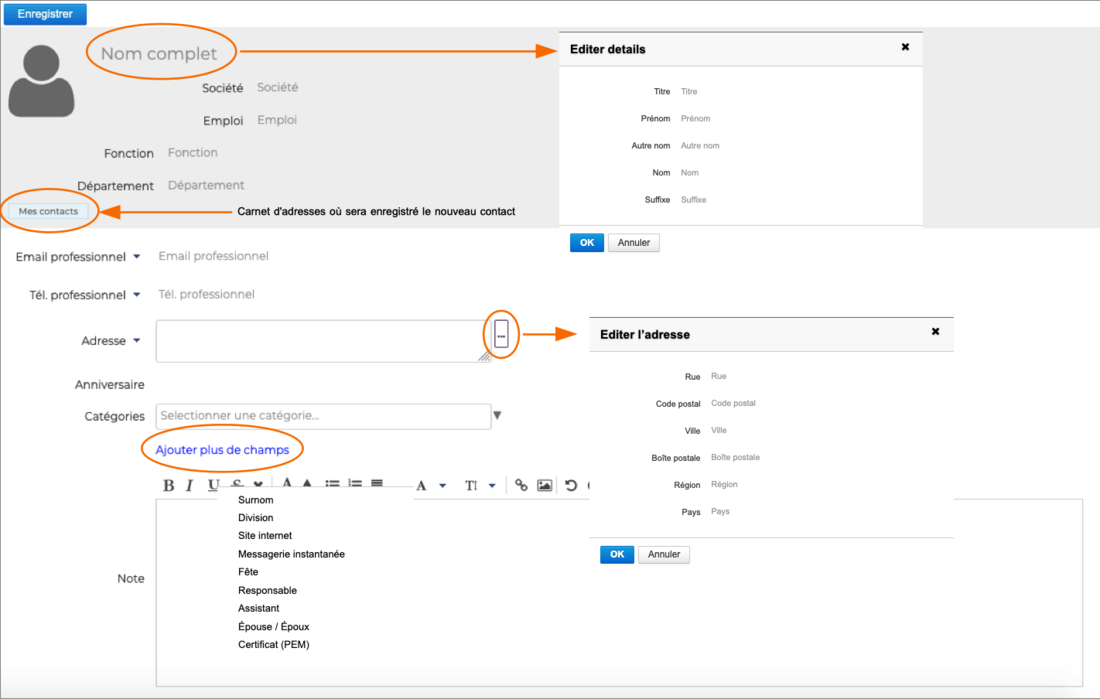 Enregistrer
Nom complet
Société Société
Emploi Emploi
Fonction Fonction
Département Département
Mes contacts
Carnet d'adresses où sera enregistré le nouveau contact
Editer details
Titre Titre
Prénom Prénom
Autre nom Autre nom
Nom Nom
Suffixe Suffixe
OK Annuler
Email professionnel Email professionnel
Tél. professionnel Tél. professionnel
Adresse
...
Editer l'adresse
Rue Rue
Code postal Code postal
Ville Ville
Boîte postale Boîte postale
Région Région
Pays Pays
OK Annuler
Anniversaire
Catégories Selectionner une catégorie...
Ajouter plus de champs
B I U S A T
Surnom
Division
Site internet
Messagerie instantanée
Fête
Responsable
Assistant
Épouse / Époux
Certificat (PEM)
Note